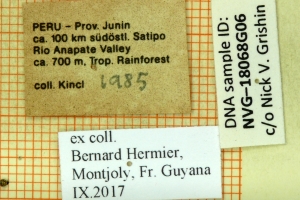 PERU – Prov. Junin
ca. 100 km südöstl. Satipo
Rio Anapate Valley
ca. 700 m, Trop. Rainforest
coll. Kincl 1985
DNA sample ID:
NVG–18068G06
c/o Nick V. Grishin
ex coll.
Bernard Hermier,
Montjoly, Fr. Guyana
IX.2017